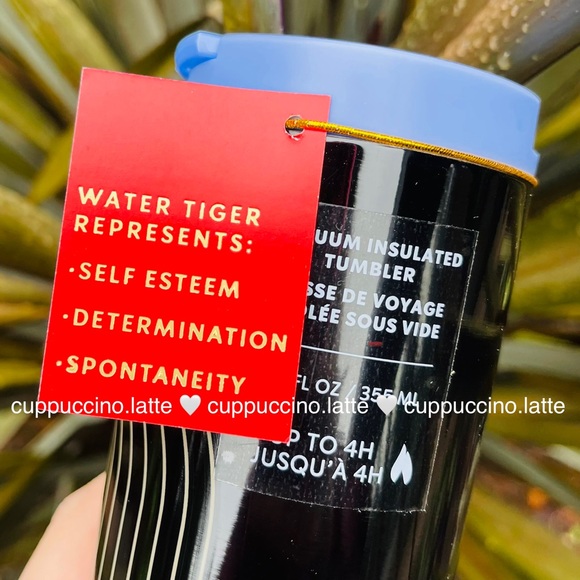 WATER TIGER
REPRESENTS:
·SELF ESTEEM
·DETERMINATION
·SPONTANEITY
UUM INSULATED
TUMBLER
SSE DE VOYAGE
OLÉE SOUS VIDE
FL OZ / 355 ML
UP TO 4H
JUSQU'À 4H
cuppuccino.latte 🤍 cuppuccino.latte 🤍 cuppuccino.latte